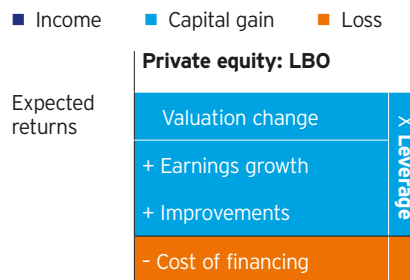 Income Capital gain Loss
Private equity: LBO
Expected
returns
Valuation change
+ Earnings growth
+ Improvements
x Leverage
– Cost of financing